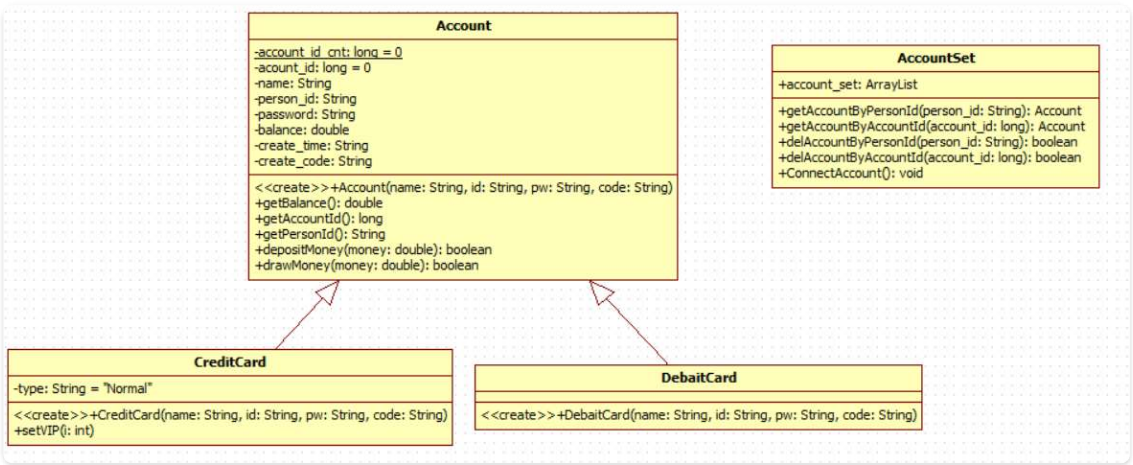 Account
-account_id_cnt: long = 0
-acount_id: long = 0
-name: String
-person_id: String
-password: String
-balance: double
-create_time: String
-create_code: String
<<create>>+Account(name: String, id: String, pw: String, code: String)
+getBalance(): double
+getAccountId(): long
+getPersonId(): String
+depositMoney(money: double): boolean
+drawMoney(money: double): boolean
AccountSet
+account_set: ArrayList
+getAccountByPersonId(person_id: String): Account
+getAccountByAccountId(account_id: long): Account
+delAccountByPersonId(person_id: String): boolean
+delAccountByAccountId(account_id: long): boolean
+ConnectAccount(): void
CreditCard
-type: String = "Normal"
<<create>>+CreditCard(name: String, id: String, pw: String, code: String)
+setVIP(i: int)
DebaitCard
<<create>>+DebaitCard(name: String, id: String, pw: String, code: String)